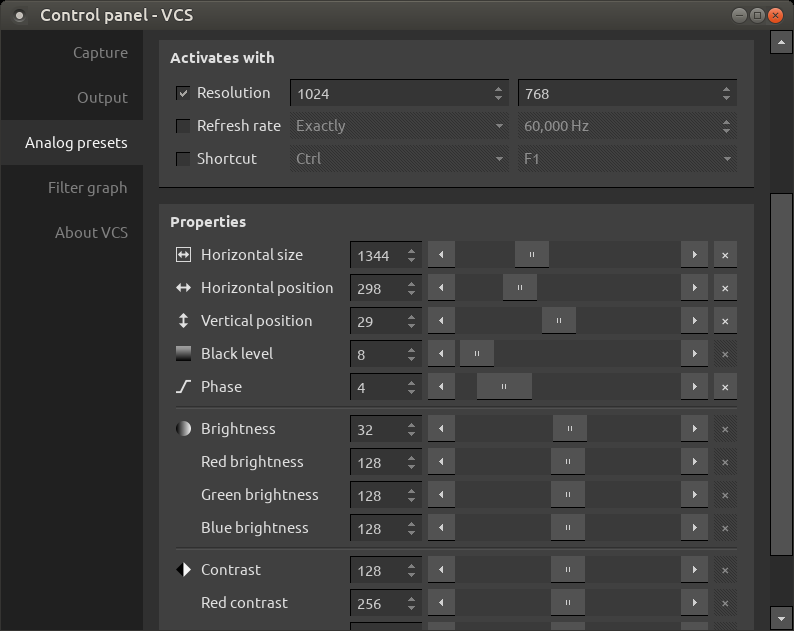 Control panel - VCS
Capture
Output
Analog presets
Filter graph
About VCS
Activates with
Resolution 1024 768
Refresh rate Exactly 60,000 Hz
Shortcut Ctrl F1
Properties
Horizontal size 1344
Horizontal position 298
Vertical position 29
Black level 8
Phase 4
Brightness 32
Red brightness 128
Green brightness 128
Blue brightness 128
Contrast 128
Red contrast 256